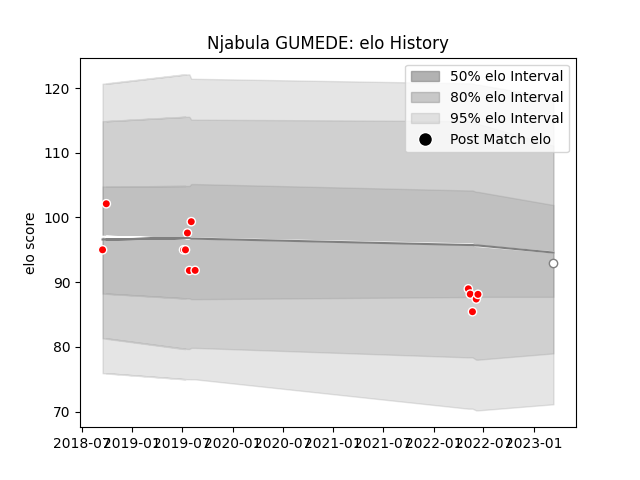 Njabula GUMEDE: elo History
50% elo Interval
80% elo Interval
95% elo Interval
Post Match elo
elo score
120
110
100
90
80
70
2018-07 2019-01 2019-07 2020-01 2020-07 2021-01 2021-07 2022-01 2022-07 2023-01